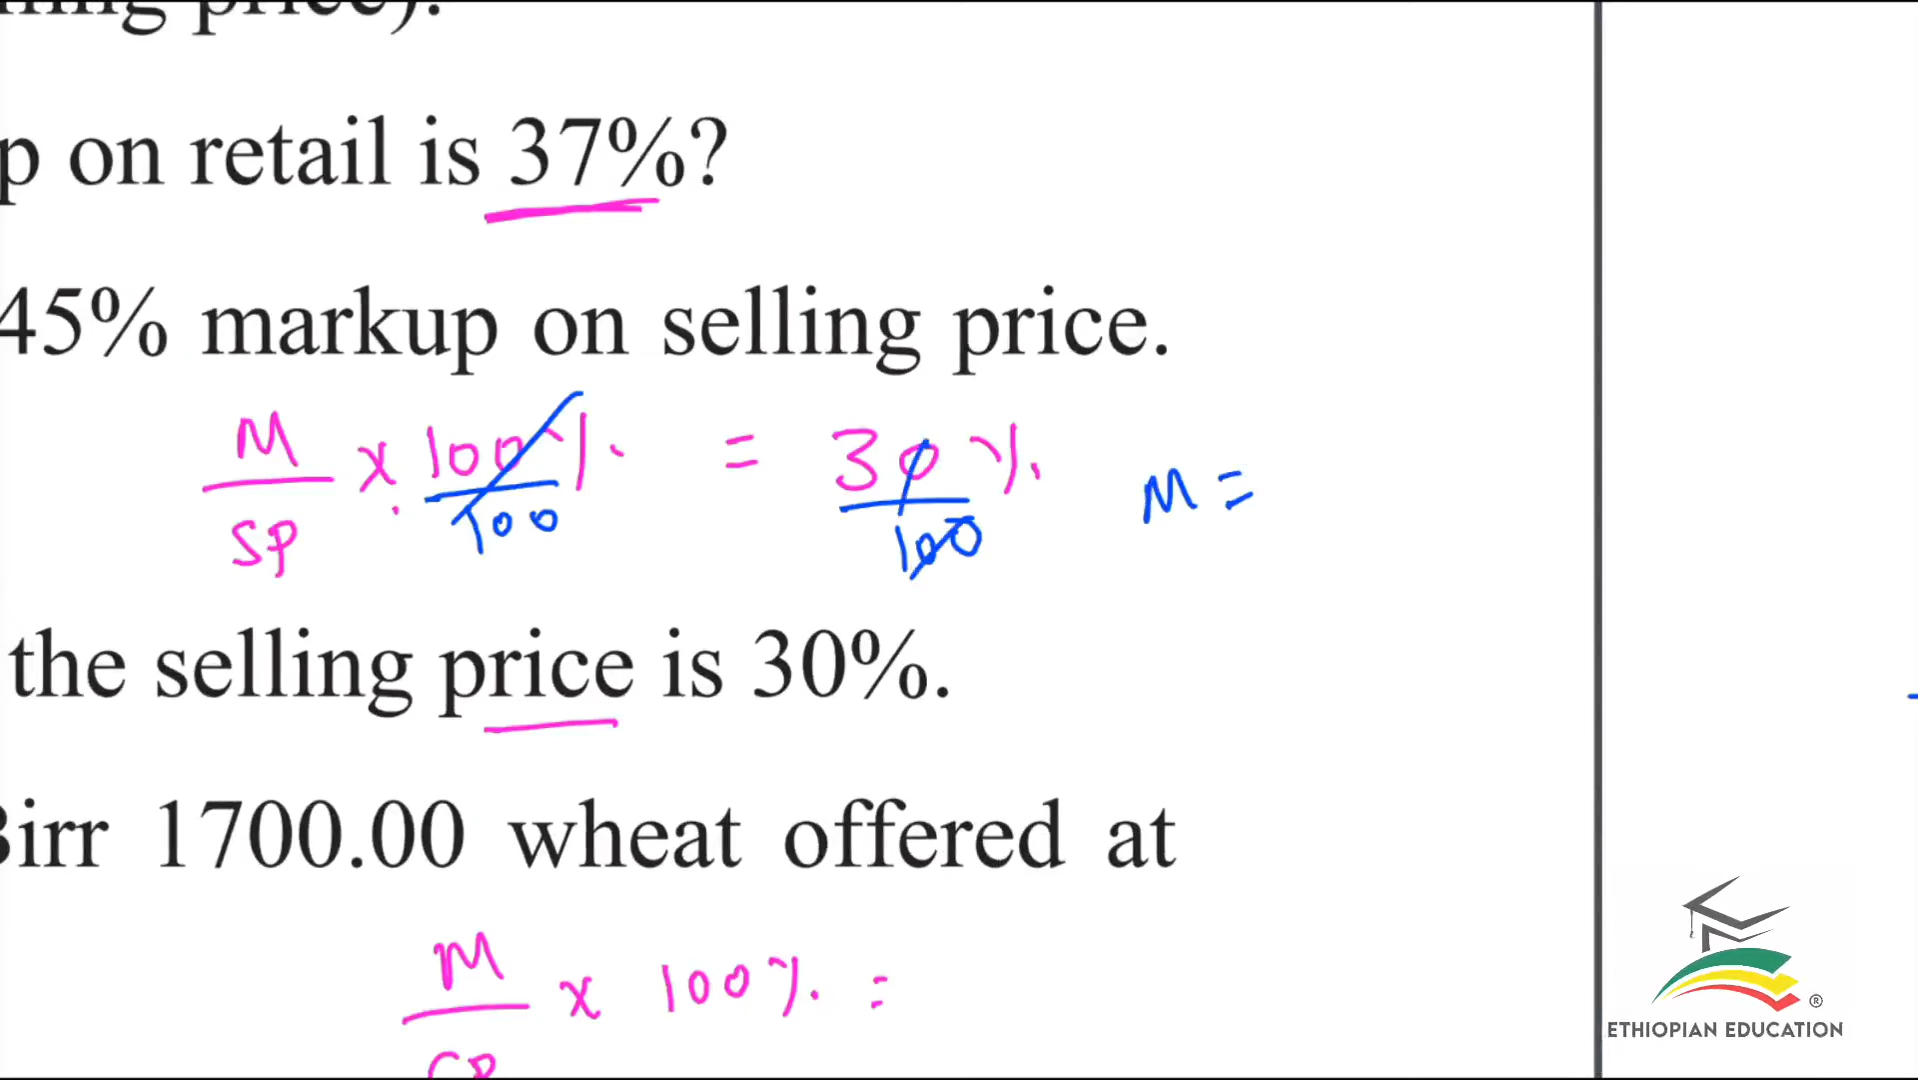 price).
on retail is 37%?
45% markup on selling price.
M/SP × 100%/100 = 30%/100 M =
the selling price is 30%.
Birr 1700.00 wheat offered at
M × 100% =
ETHIOPIAN EDUCATION ®